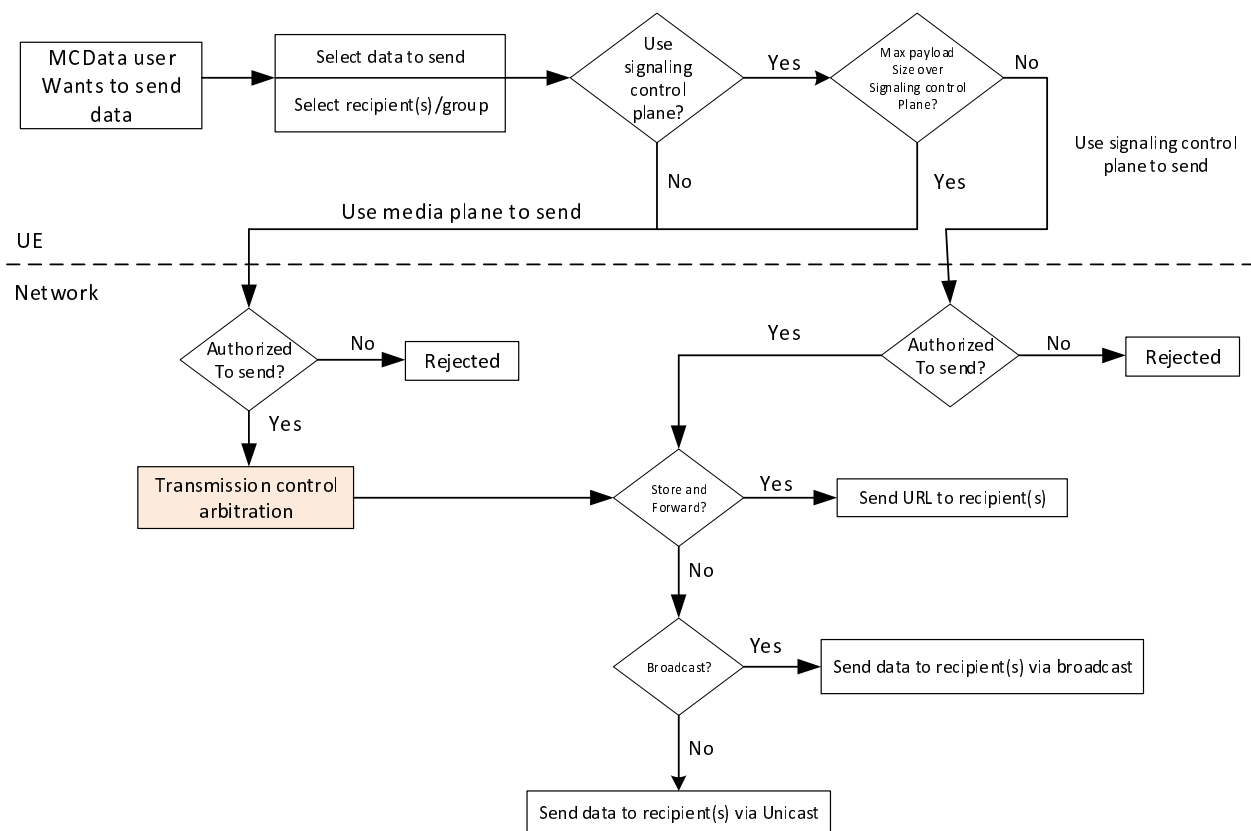 MCData user
Wants to send
data
Select data to send
Select recipient(s)/group
Use
signaling
control
plane?
Yes
Max payload
Size over
Signaling control
Plane?
No
Use signaling control
plane to send
No
Yes
Use media plane to send
UE
Network
Authorized
To send?
No
Rejected
Yes
Authorized
To send?
No
Rejected
Yes
Transmission control
arbitration
Store and
Forward?
Yes
Send URL to recipient(s)
No
Broadcast?
Yes
Send data to recipient(s) via broadcast
No
Send data to recipient(s) via Unicast